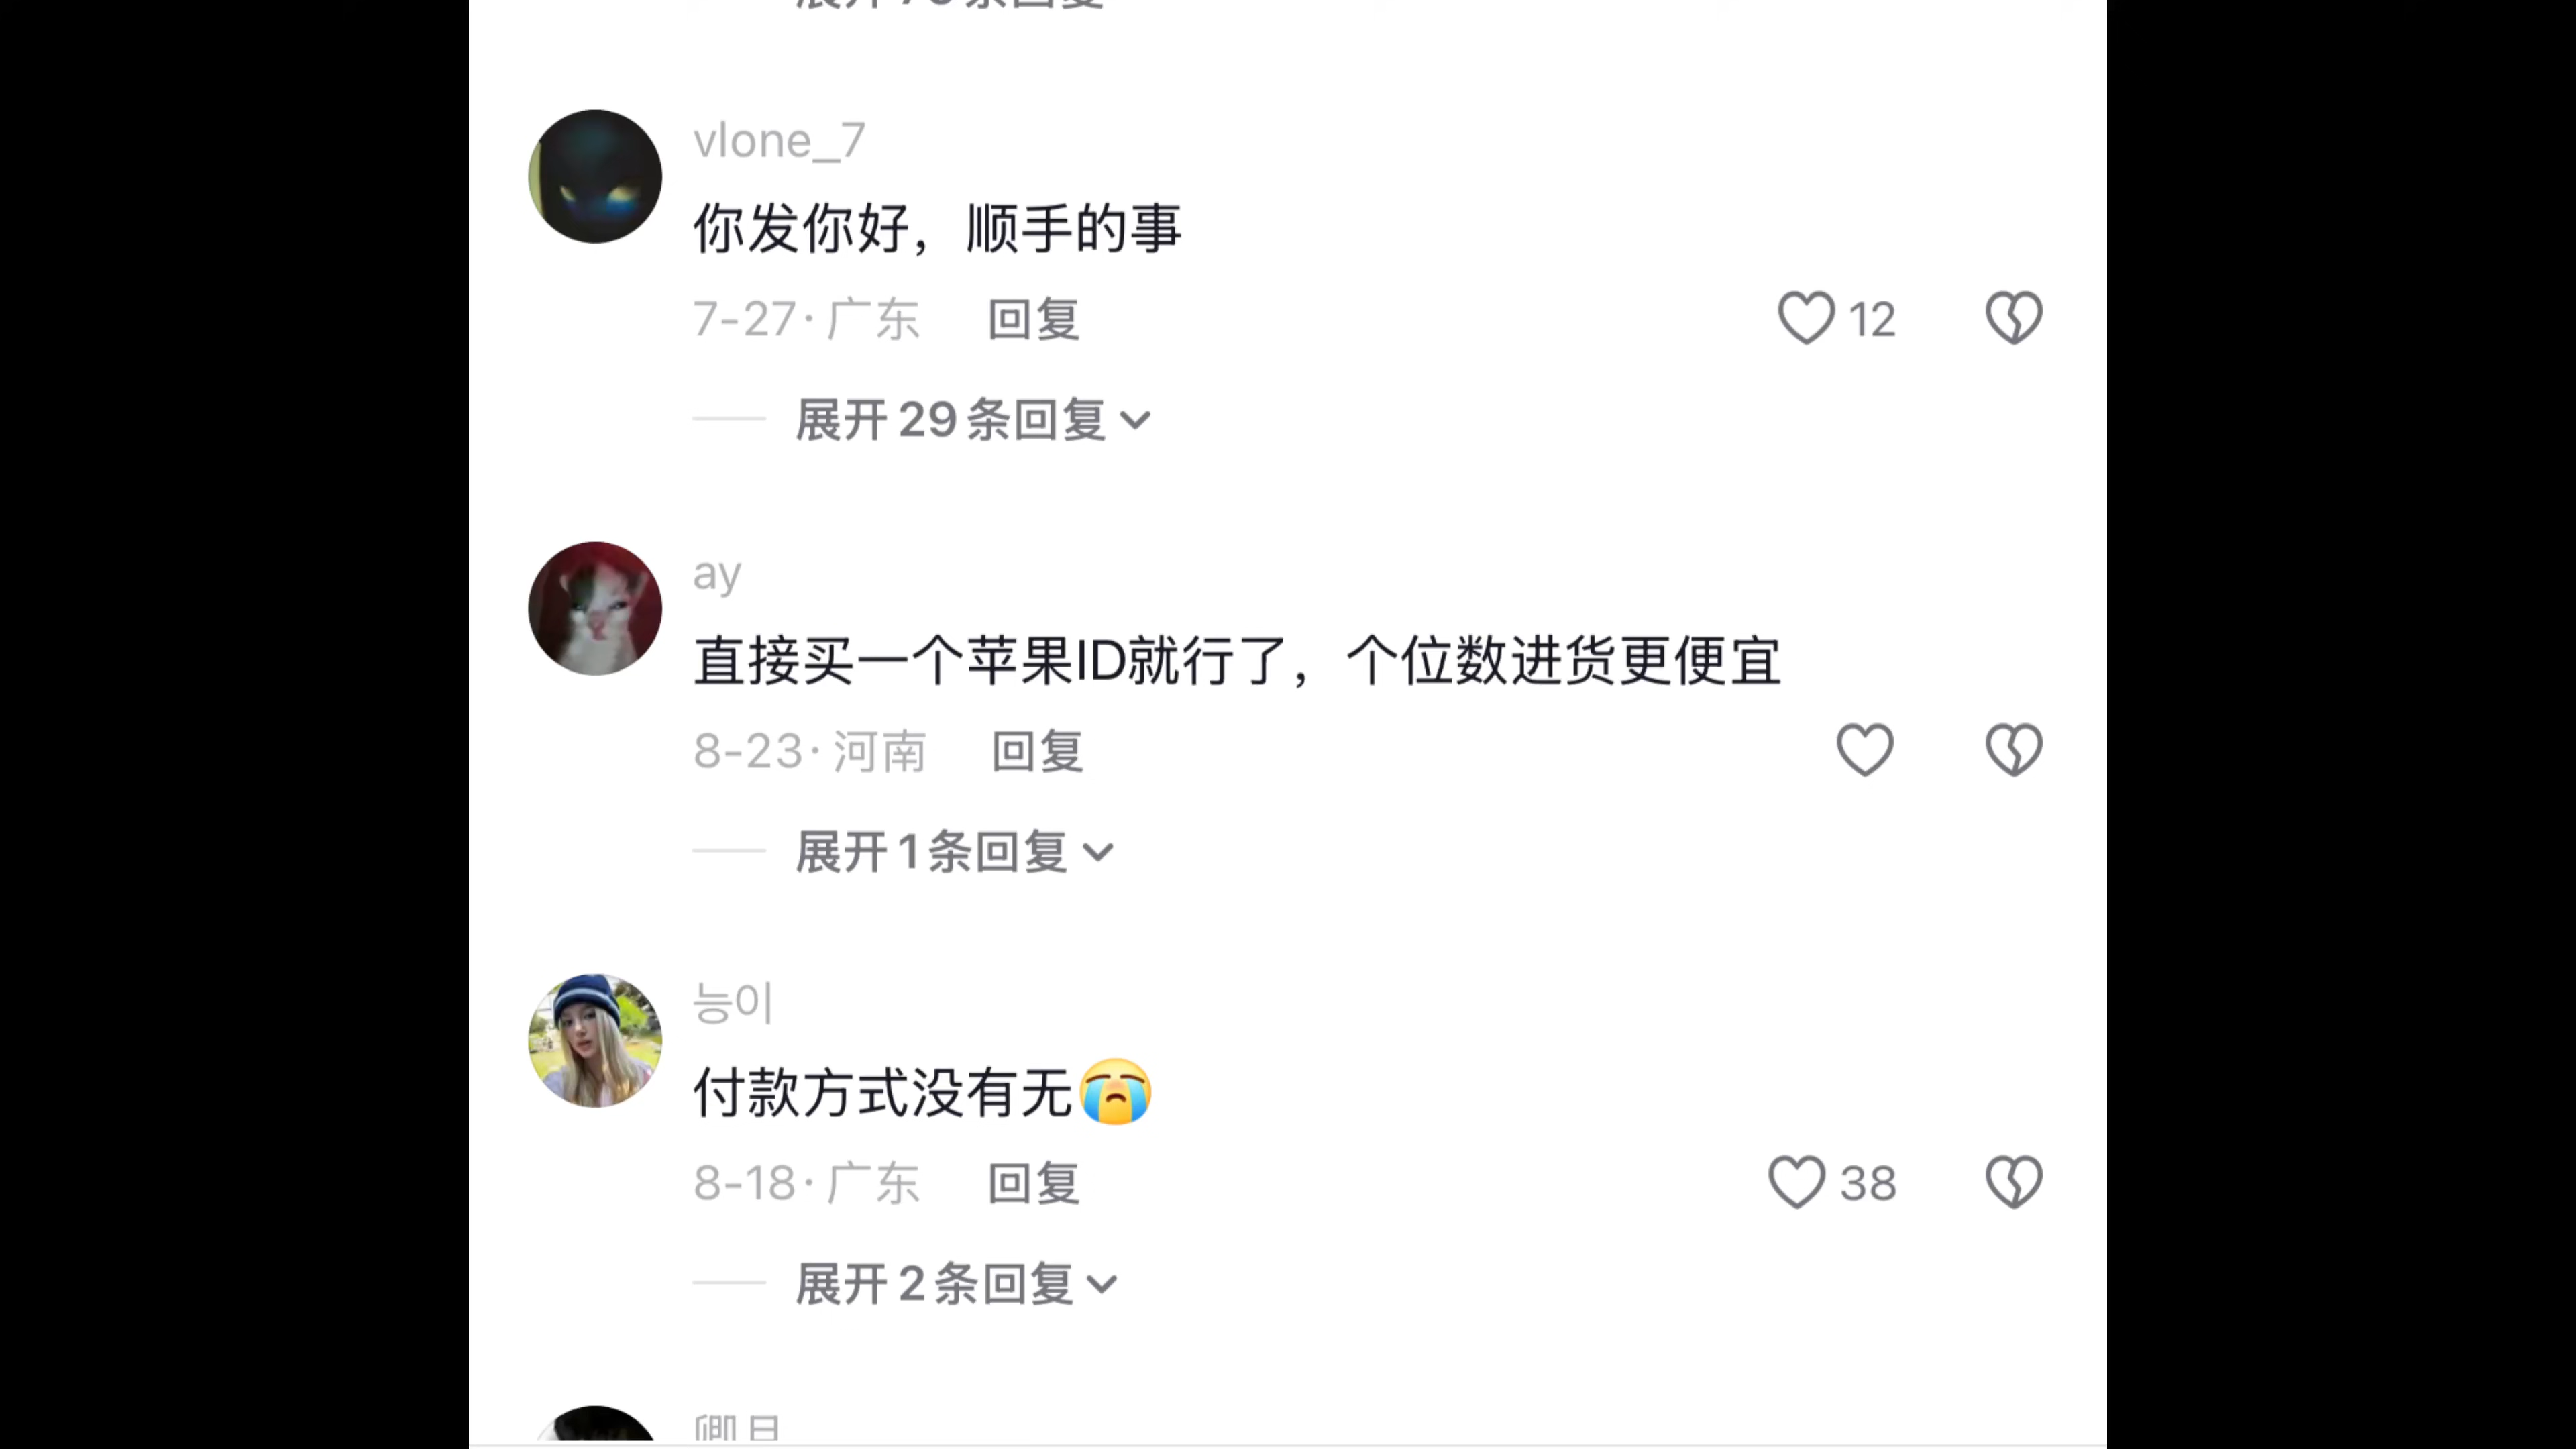 vlone_7
你发你好，顺手的事
7-27·广东 回复
12
展开29条回复
ay
直接买一个苹果ID就行了，个位数进货更便宜
8-23·河南 回复
展开1条回复
능이
付款方式没有无😭
8-18·广东 回复
38
展开2条回复